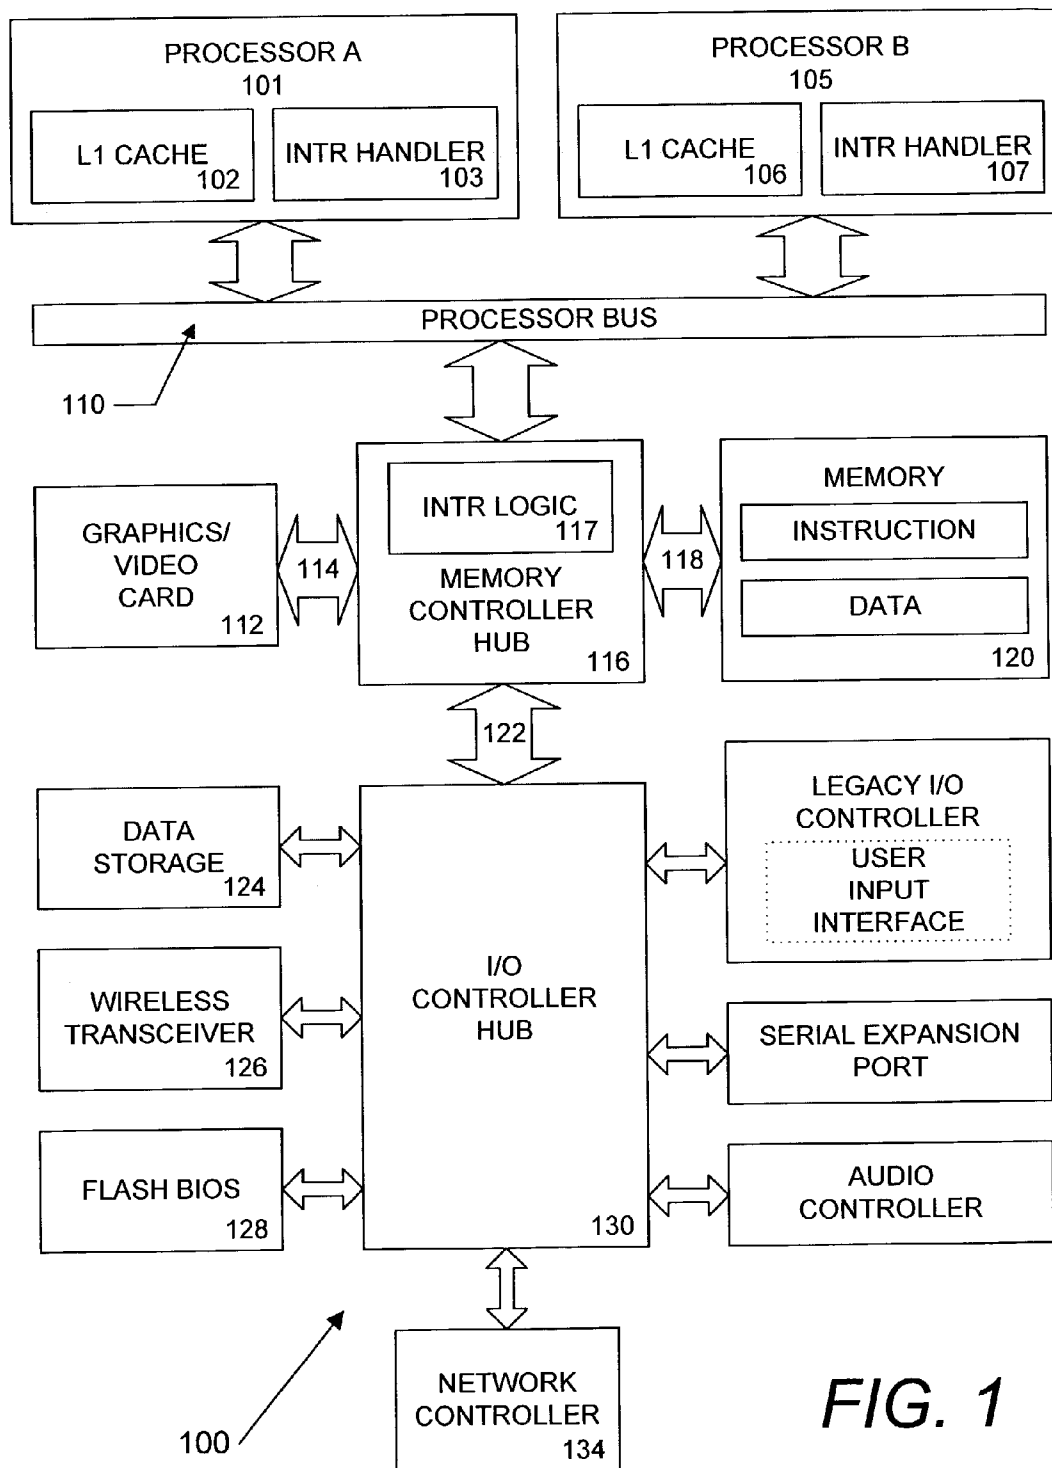 PROCESSOR A
101
L1 CACHE
102
INTR HANDLER
103
PROCESSOR B
105
L1 CACHE
106
INTR HANDLER
107
PROCESSOR BUS
110
GRAPHICS/
VIDEO
CARD
112
114
INTR LOGIC
117
MEMORY
CONTROLLER
HUB
116
118
MEMORY
INSTRUCTION
DATA
120
122
DATA
STORAGE
124
WIRELESS
TRANSCEIVER
126
FLASH BIOS
128
I/O
CONTROLLER
HUB
130
LEGACY I/O
CONTROLLER
USER
INPUT
INTERFACE
SERIAL EXPANSION
PORT
AUDIO
CONTROLLER
NETWORK
CONTROLLER
134
100
FIG. 1